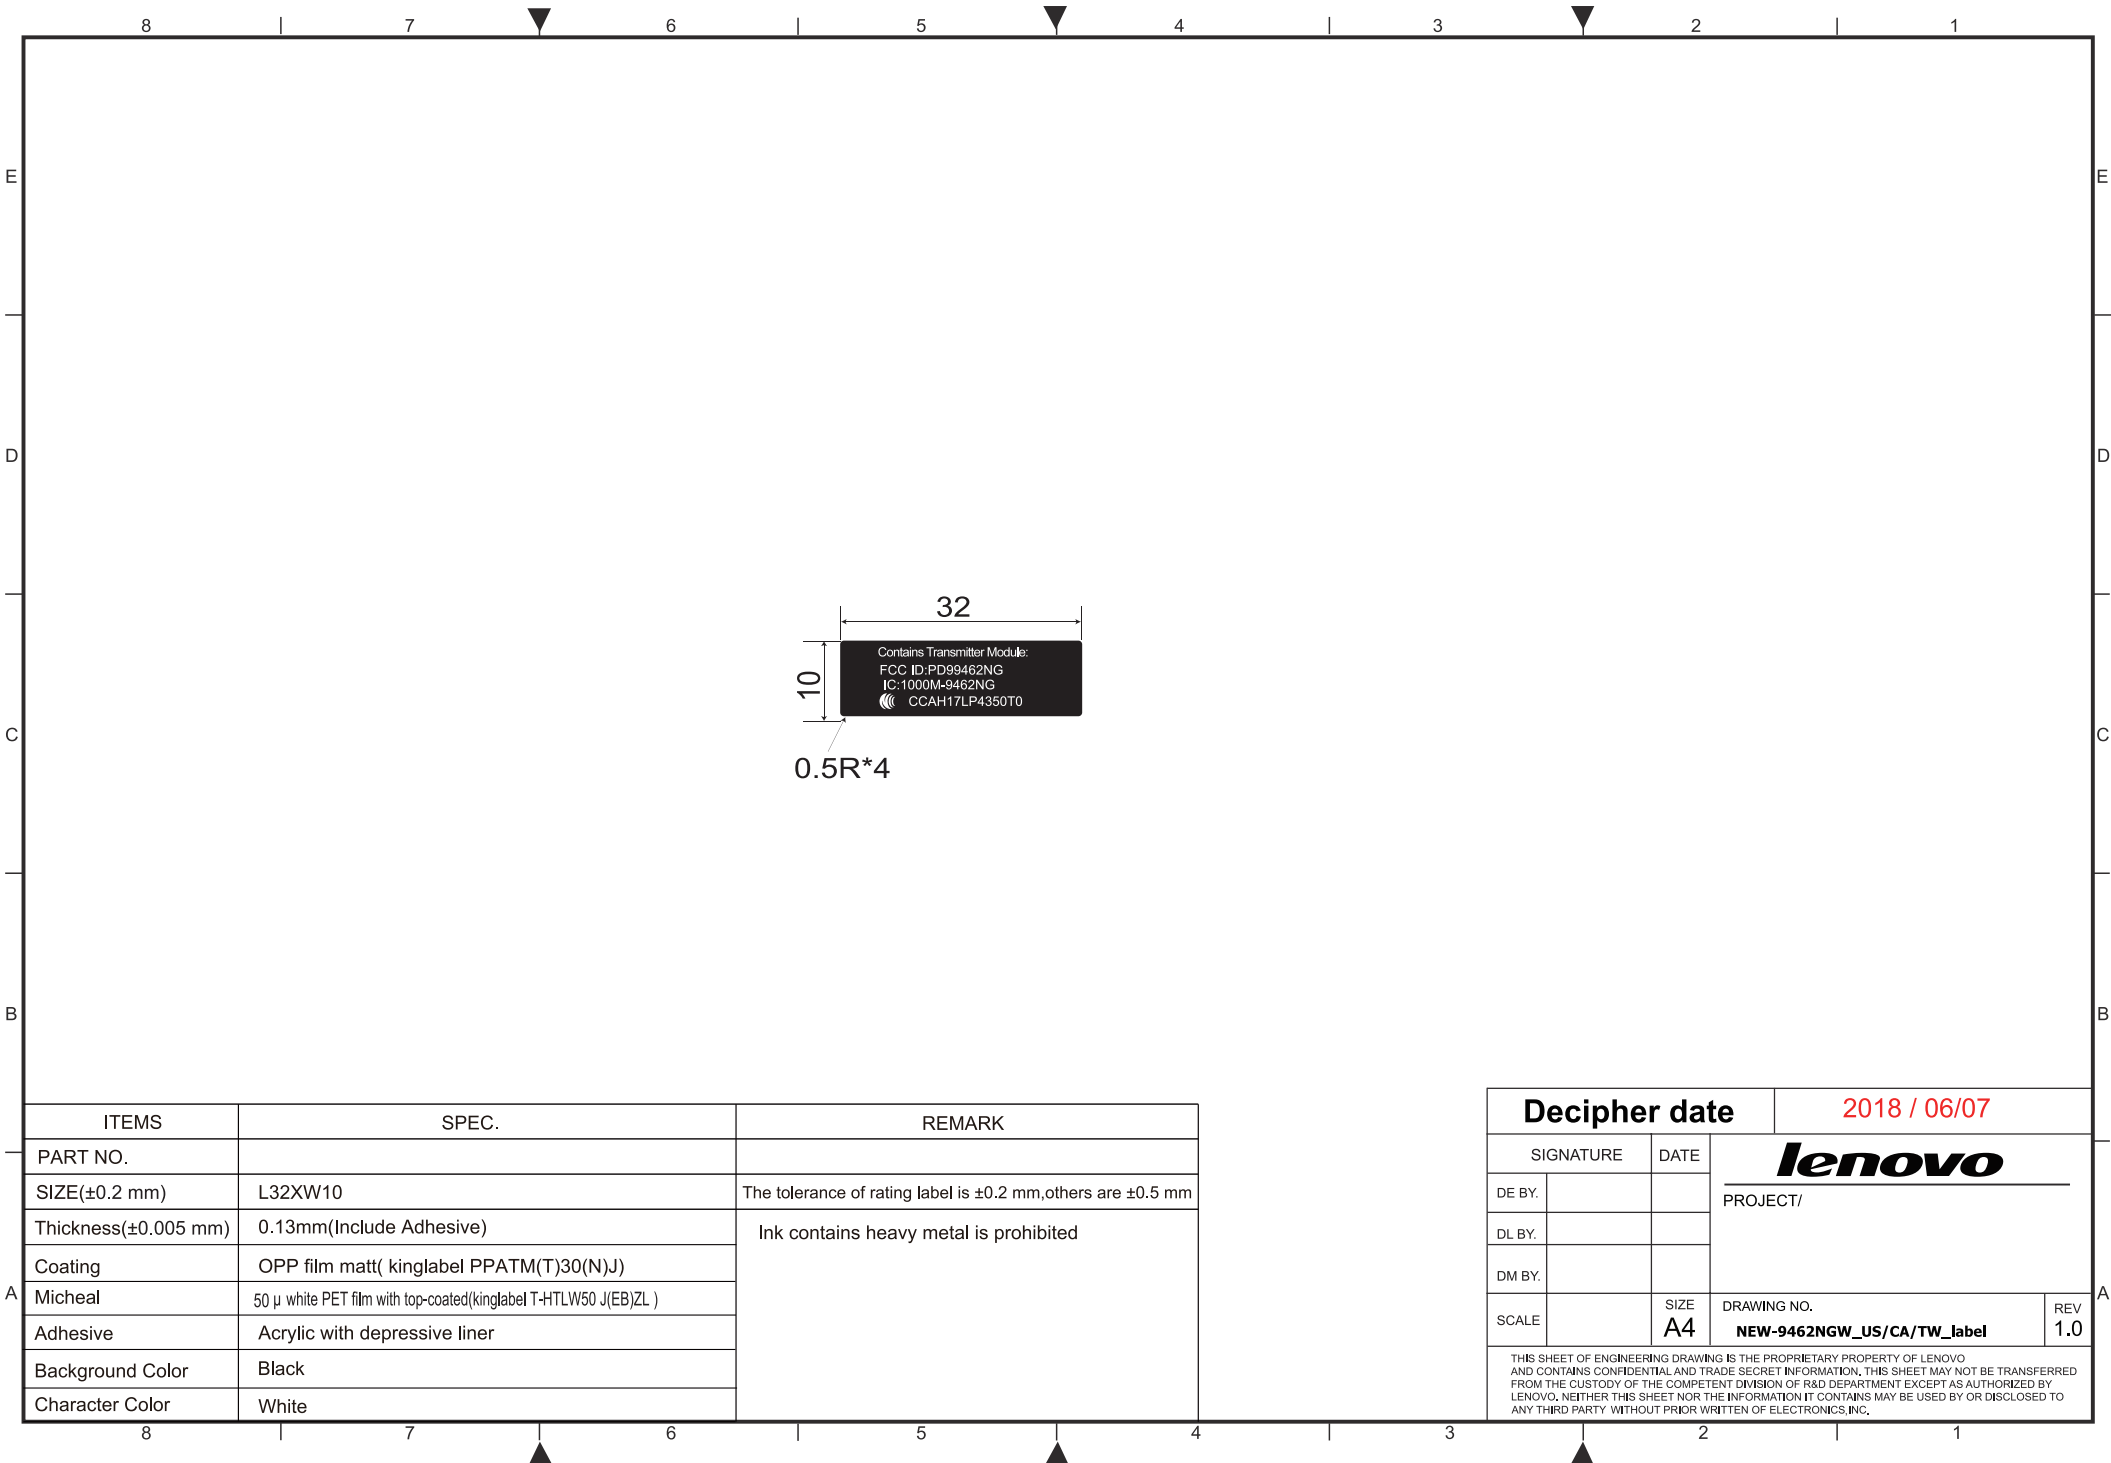 8 7 6 5 4 3 2 1
E E
D D
32
Contains Transmitter Module:
FCC ID:PD99462NG
IC:1000M-9462NG
CCAH17LP4350T0
10
0.5R*4
C C
B B
ITEMS SPEC. REMARK
PART NO.
SIZE(±0.2 mm) L32XW10 The tolerance of rating label is ±0.2 mm,others are ±0.5 mm
Thickness(±0.005 mm) 0.13mm(Include Adhesive) Ink contains heavy metal is prohibited
Coating OPP film matt( kinglabel PPATM(T)30(N)J)
Micheal 50 µ white PET film with top-coated(kinglabel T-HTLW50 J(EB)ZL )
Adhesive Acrylic with depressive liner
Background Color Black
Character Color White
A A
Decipher date 2018 / 06/07
SIGNATURE DATE
lenovo
DE BY.
PROJECT/
DL BY.
DM BY.
SCALE
SIZE
A4
DRAWING NO.
NEW-9462NGW_US/CA/TW_label
REV
1.0
THIS SHEET OF ENGINEERING DRAWING IS THE PROPRIETARY PROPERTY OF LENOVO
AND CONTAINS CONFIDENTIAL AND TRADE SECRET INFORMATION. THIS SHEET MAY NOT BE TRANSFERRED
FROM THE CUSTODY OF THE COMPETENT DIVISION OF R&D DEPARTMENT EXCEPT AS AUTHORIZED BY
LENOVO. NEITHER THIS SHEET NOR THE INFORMATION IT CONTAINS MAY BE USED BY OR DISCLOSED TO
ANY THIRD PARTY WITHOUT PRIOR WRITTEN OF ELECTRONICS,INC.
8 7 6 5 4 3 2 1